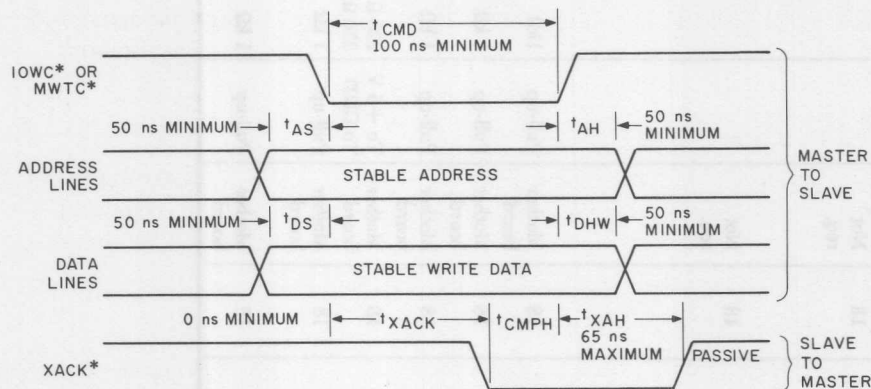 tCMD
100 ns MINIMUM
IOWC* OR
MWTC*
50 ns MINIMUM
tAS
tAH
50 ns
MINIMUM
ADDRESS
LINES
STABLE ADDRESS
MASTER
TO
SLAVE
50 ns MINIMUM
tDS
tDHW
50 ns
MINIMUM
DATA
LINES
STABLE WRITE DATA
0 ns MINIMUM
tXACK
tCMPH
tXAH
65 ns
MAXIMUM
XACK*
PASSIVE
SLAVE
TO
MASTER